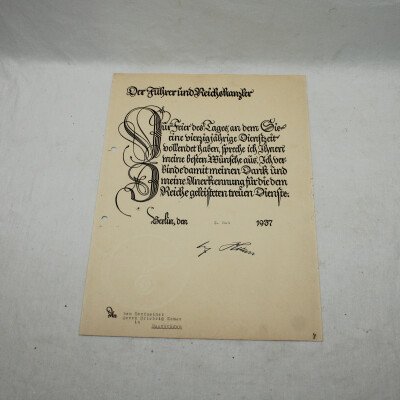 Der Führer und Reichskanzler
Zur Feier des Tages an dem Sie
eine vierzigjährige Dienstzeit
vollendet haben, spreche ich Ihnen
meine besten Wünsche aus. Ich ver-
binde damit meinen Dank und
meine Anerkennung für die dem
Reiche geleisteten treuen Dienste.
Berlin, den 1937
An
in